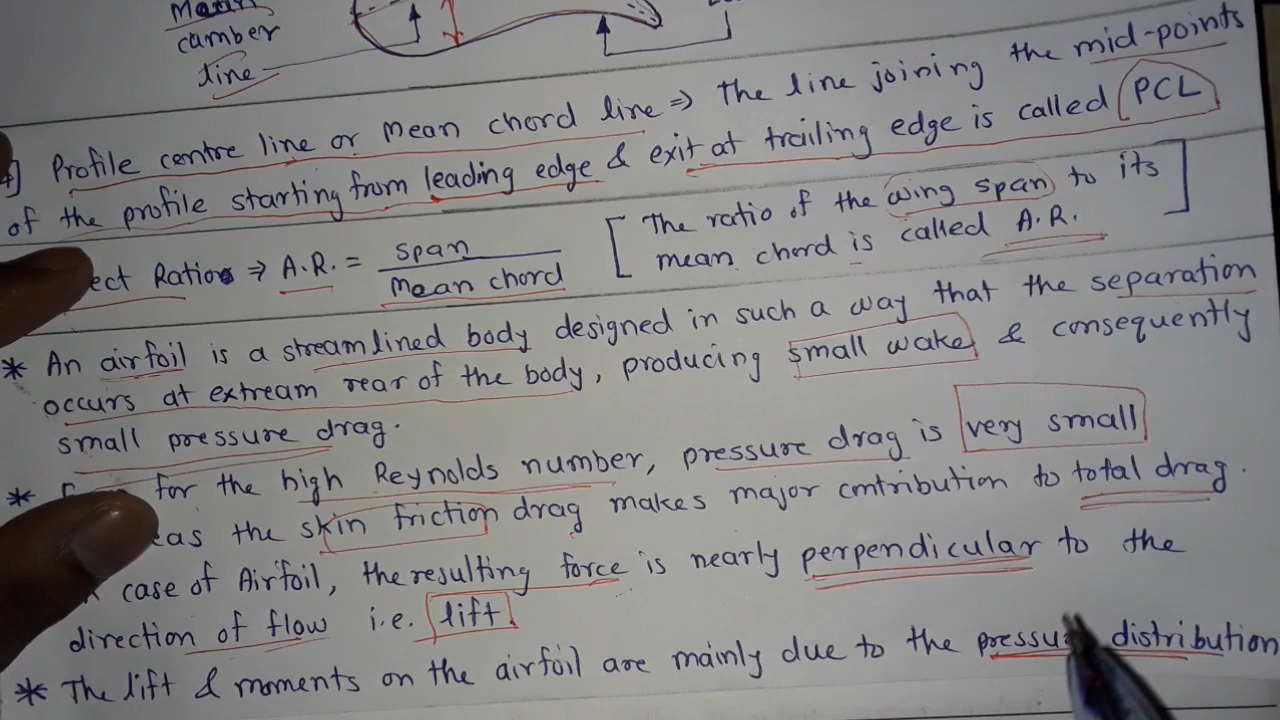 Mean
camber
line
4] Profile centre line or Mean chord line ⇒ the line joining the mid-points
of the profile starting from leading edge & exit at trailing edge is called PCL
ect Ratio ⇒ A.R. = span / Mean chord [The ratio of the wing span to its
mean chord is called A.R.]
* An airfoil is a streamlined body designed in such a way that the separation
occurs at extream rear of the body, producing small wake & consequently
small pressure drag.
* for the high Reynolds number, pressure drag is very small
eas the skin friction drag makes major cmtribution to total drag.
case of Airfoil, the resulting force is nearly perpendicular to the
direction of flow i.e. lift.
* The lift & moments on the airfoil are mainly due to the pressu distribution